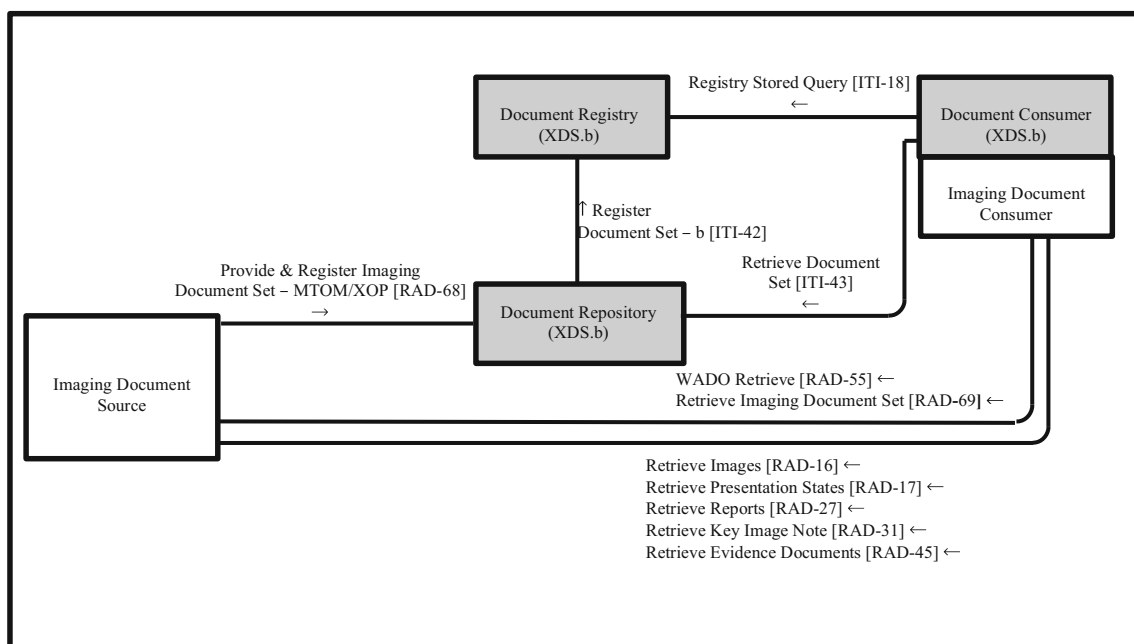 Registry Stored Query [ITI-18]
←
Document Registry
(XDS.b)
Document Consumer
(XDS.b)
Imaging Document
Consumer
↑ Register
Document Set – b [ITI-42]
Retrieve Document
Set [ITI-43]
←
Provide & Register Imaging
Document Set – MTOM/XOP [RAD-68]
→
Document Repository
(XDS.b)
Imaging Document
Source
WADO Retrieve [RAD-55] ←
Retrieve Imaging Document Set [RAD-69] ←
Retrieve Images [RAD-16] ←
Retrieve Presentation States [RAD-17] ←
Retrieve Reports [RAD-27] ←
Retrieve Key Image Note [RAD-31] ←
Retrieve Evidence Documents [RAD-45] ←